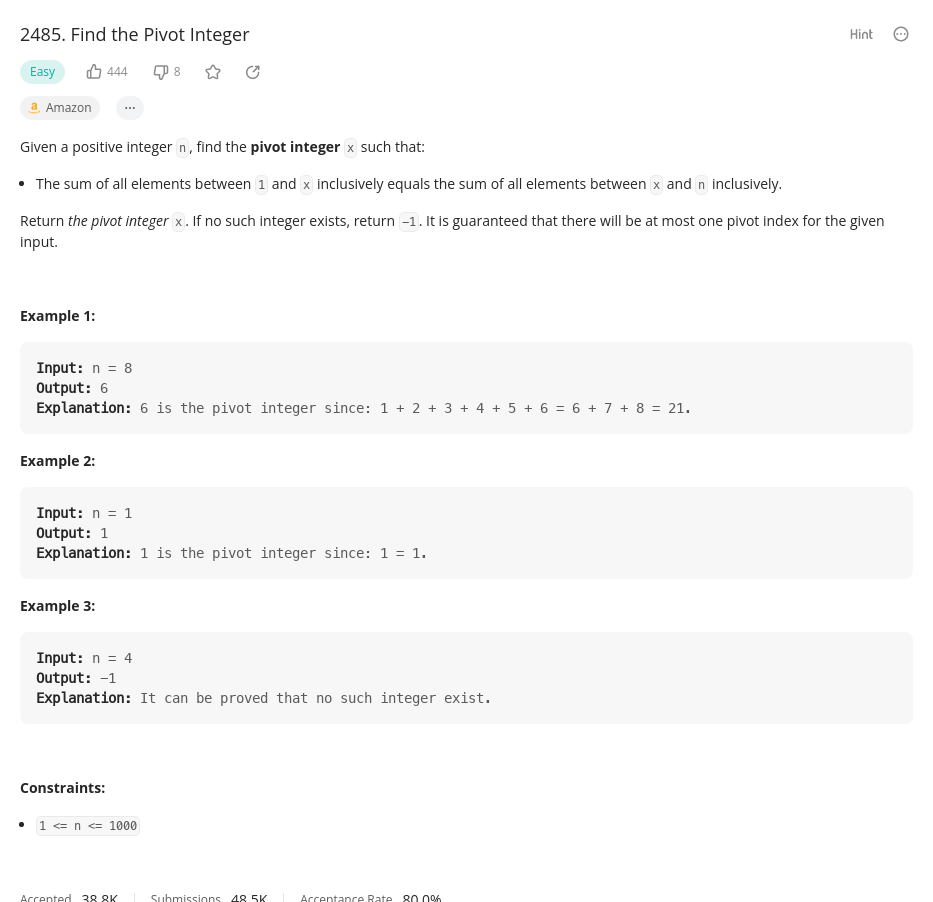 2485. Find the Pivot Integer
Hint
Easy 444 8
a Amazon ...
Given a positive integer n, find the pivot integer x such that:
• The sum of all elements between 1 and x inclusively equals the sum of all elements between x and n inclusively.
Return the pivot integer x. If no such integer exists, return −1. It is guaranteed that there will be at most one pivot index for the given
input.
Example 1:
Input: n = 8
Output: 6
Explanation: 6 is the pivot integer since: 1 + 2 + 3 + 4 + 5 + 6 = 6 + 7 + 8 = 21.
Example 2:
Input: n = 1
Output: 1
Explanation: 1 is the pivot integer since: 1 = 1.
Example 3:
Input: n = 4
Output: −1
Explanation: It can be proved that no such integer exist.
Constraints:
• 1 <= n <= 1000
Accepted 38.8K Submissions 48.5K Acceptance Rate 80.0%